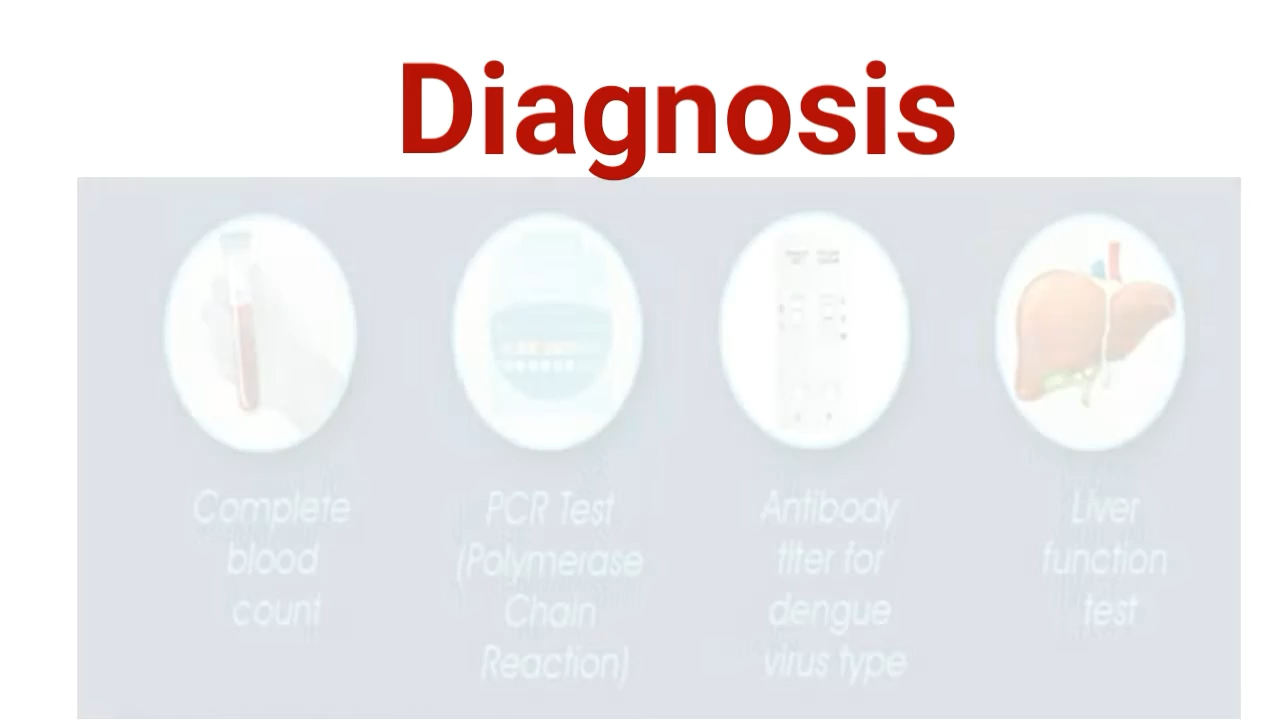 Diagnosis
Complete
blood
count
PCR Test
(Polymerase
Chain
Reaction)
Antibody
titer for
dengue
virus type
Liver
function
test